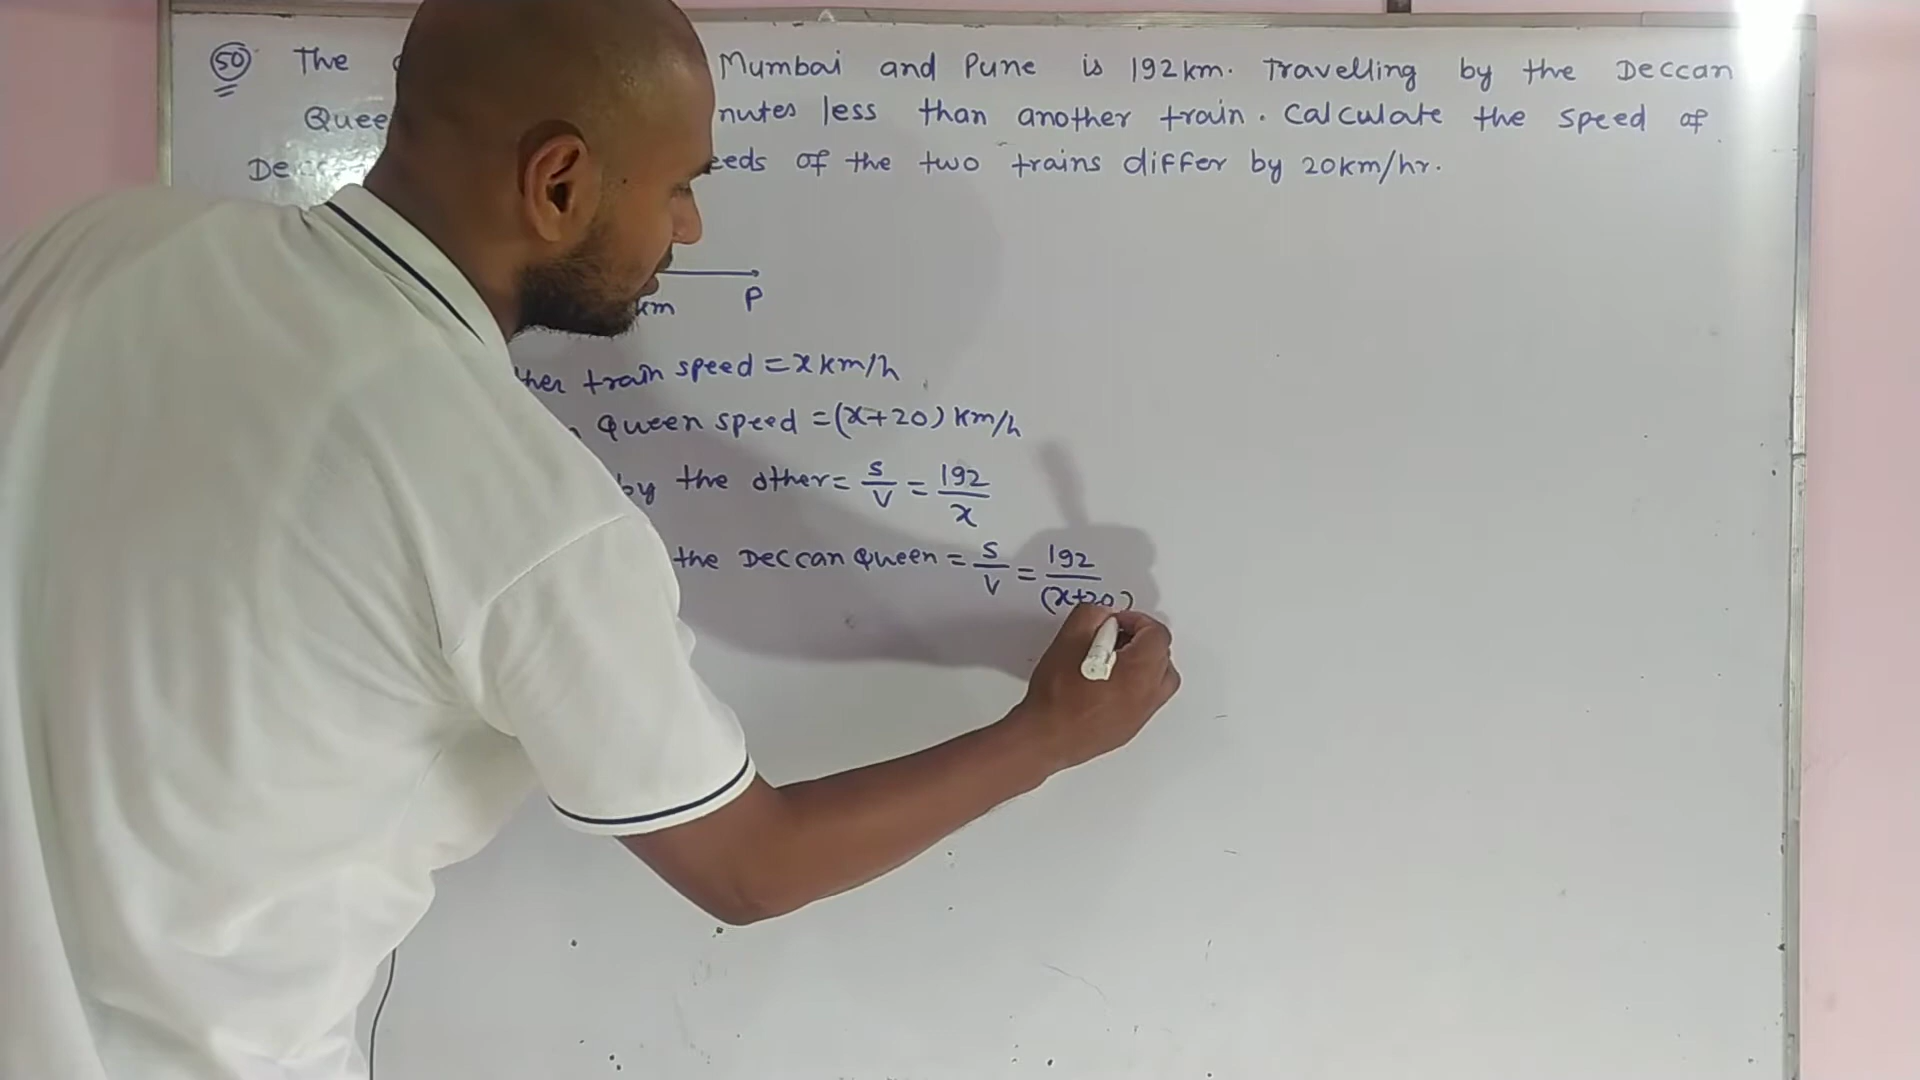 50 The Mumbai and Pune is 192 km. Travelling by the Deccan
Quee nutes less than another train. Calculate the speed of
De eeds of the two trains differ by 20km/hr.
km P
her train speed = x km/h
Queen speed = (x+20) km/h
by the other = s/v = 192/x
the Deccan Queen = s/v = 192/(x+20)